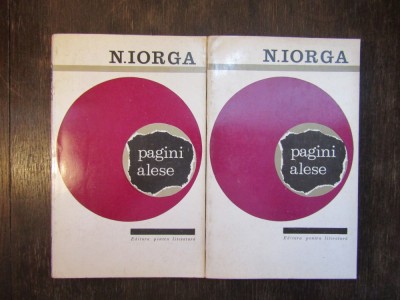 N.IORGA
pagini
alese
Editura pentru literatură
N.IORGA
pagini
alese
Editura pentru literatură